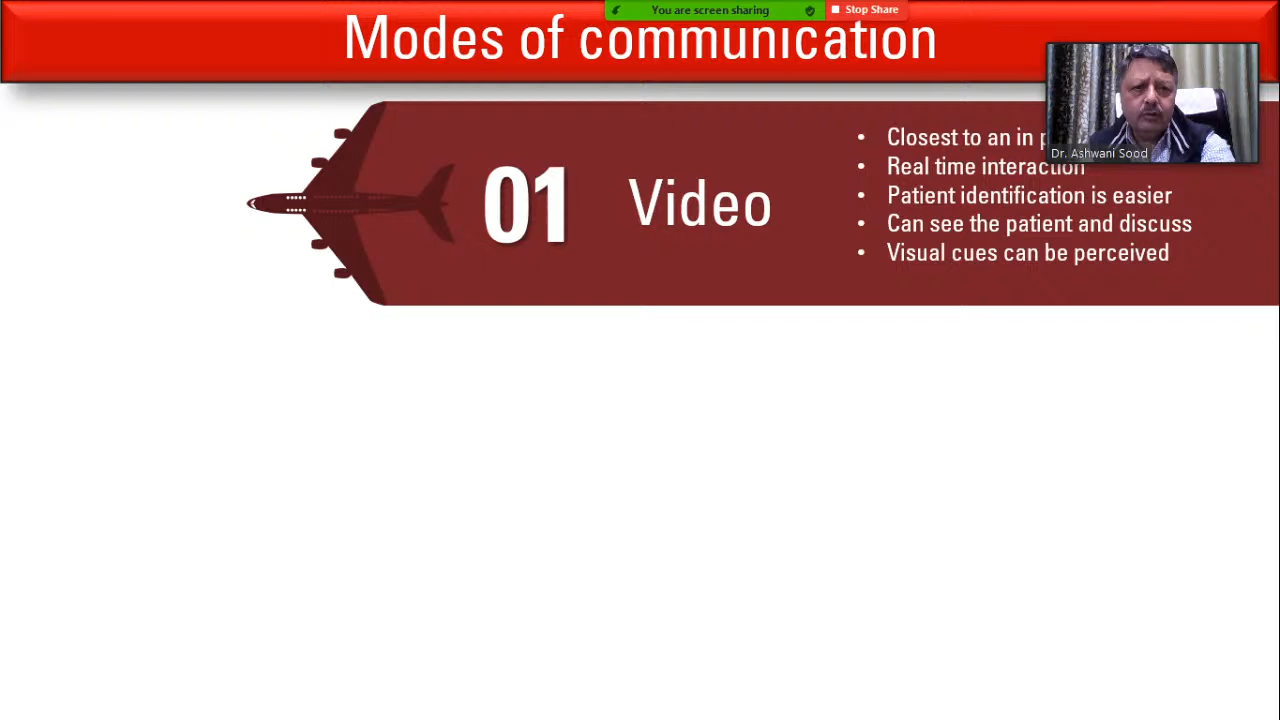 You are screen sharing
Stop Share
Modes of communication
Dr. Ashwani Sood
01
Video
• Closest to an in
• Real time interaction
• Patient identification is easier
• Can see the patient and discuss
• Visual cues can be perceived